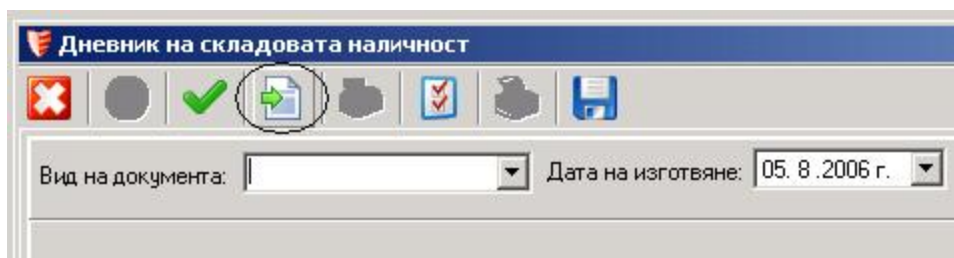 Дневник на складовата наличност
Вид на документа: Дата на изготвяне: 05. 8 .2006 г.